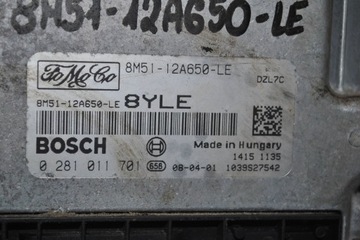 8M51-12A650-LE
FoMoCo
8M51-12A650-LE
DZL7C
8M51-12A650-LE 8YLE
BOSCH
Made in Hungary
1415 1135
0 281 011 701 658 08-04-01 1039S27542